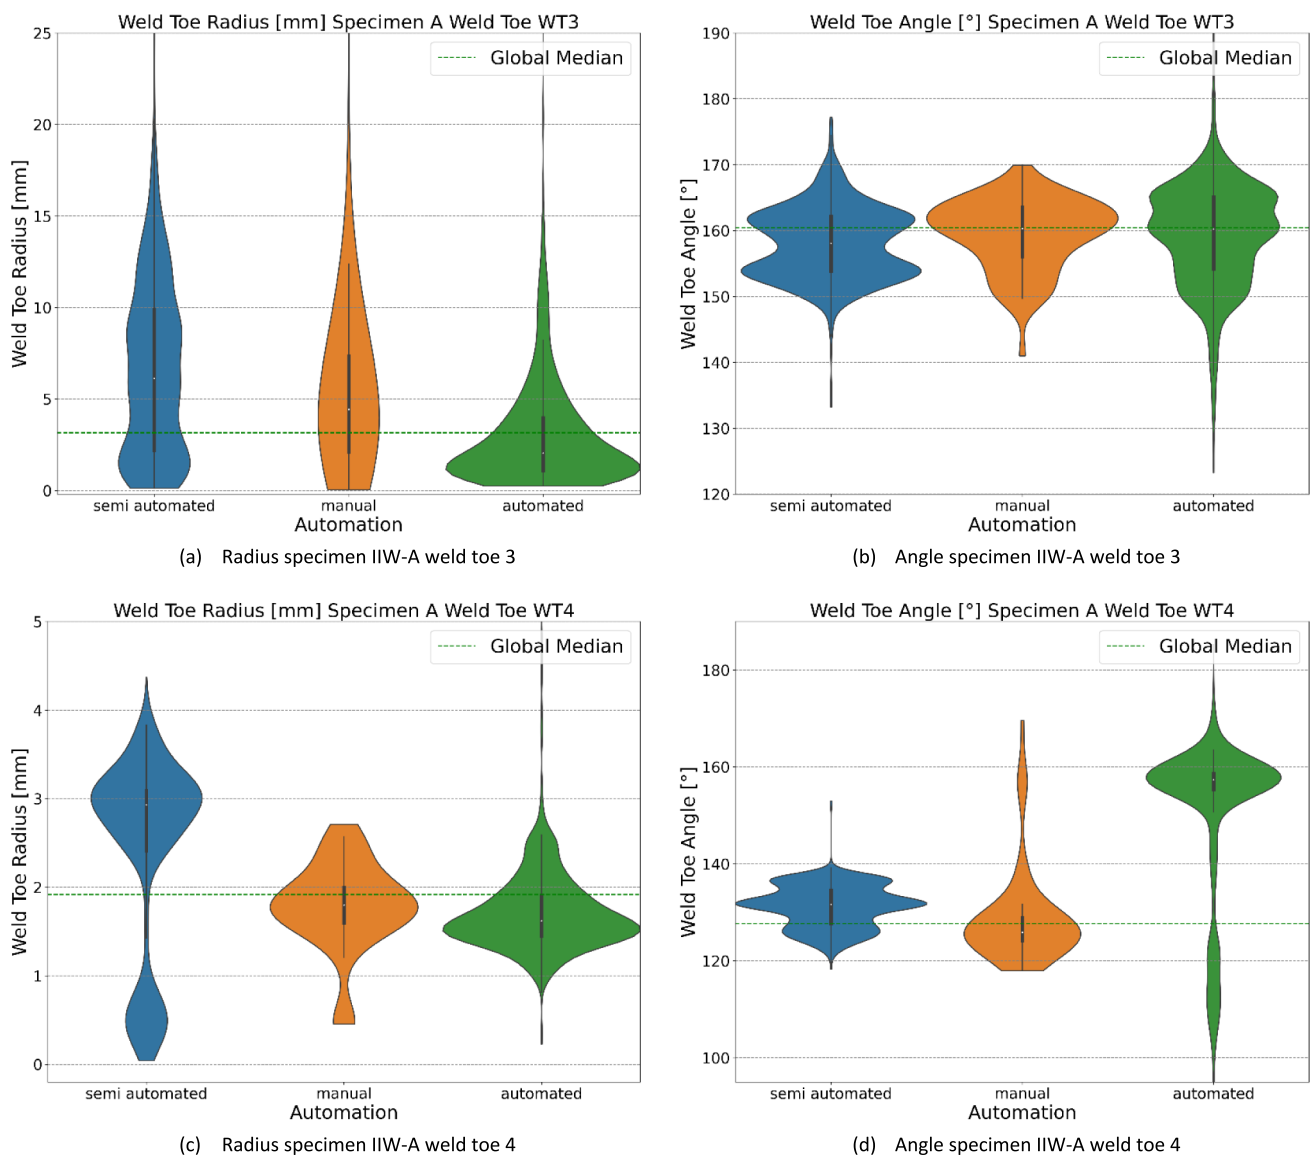 Weld Toe Radius [mm] Specimen A Weld Toe WT3
Global Median
25
20
15
10
5
0
Weld Toe Radius [mm]
semi automated manual automated
Automation
(a) Radius specimen IIW-A weld toe 3
Weld Toe Angle [°] Specimen A Weld Toe WT3
Global Median
190
180
170
160
150
140
130
120
Weld Toe Angle [°]
semi automated manual automated
Automation
(b) Angle specimen IIW-A weld toe 3
Weld Toe Radius [mm] Specimen A Weld Toe WT4
Global Median
5
4
3
2
1
0
Weld Toe Radius [mm]
semi automated manual automated
Automation
(c) Radius specimen IIW-A weld toe 4
Weld Toe Angle [°] Specimen A Weld Toe WT4
Global Median
180
160
140
120
100
Weld Toe Angle [°]
semi automated manual automated
Automation
(d) Angle specimen IIW-A weld toe 4